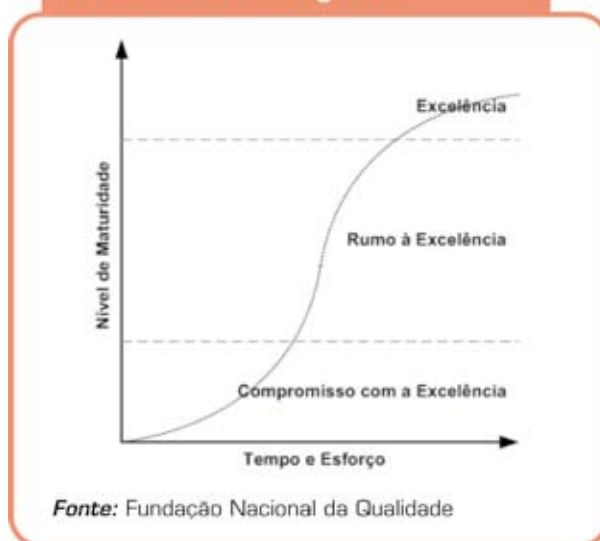 Excelência
Nível de Maturidade
Rumo à Excelência
Compromisso com a Excelência
Tempo e Esforço
Fonte: Fundação Nacional da Qualidade